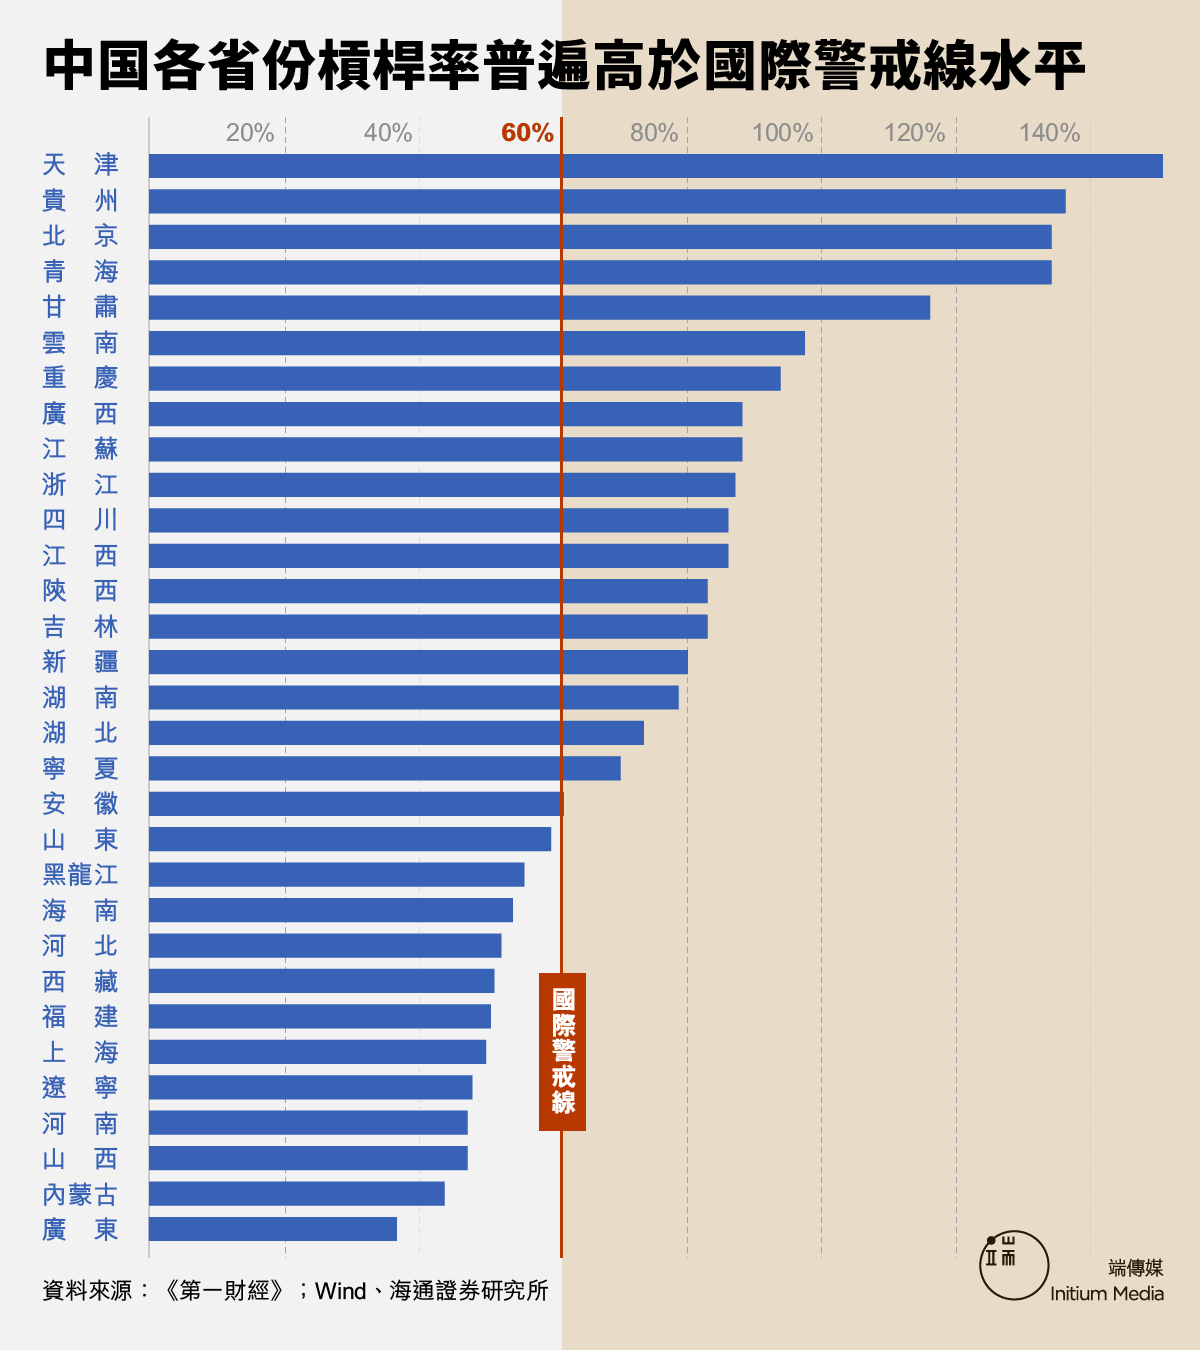 中国各省份槓桿率普遍高於國際警戒線水平
20% 40% 60% 80% 100% 120% 140%
天津
貴州
北京
青海
甘肅
雲南
重慶
廣西
江蘇
浙江
四川
江西
陝西
吉林
新疆
湖南
湖北
寧夏
安徽
山東
黑龍江
海南
河北
西藏
福建
上海
遼寧
河南
山西
內蒙古
廣東
國際警戒線
資料來源：《第一財經》；Wind、海通證券研究所
端
端傳媒
Initium Media